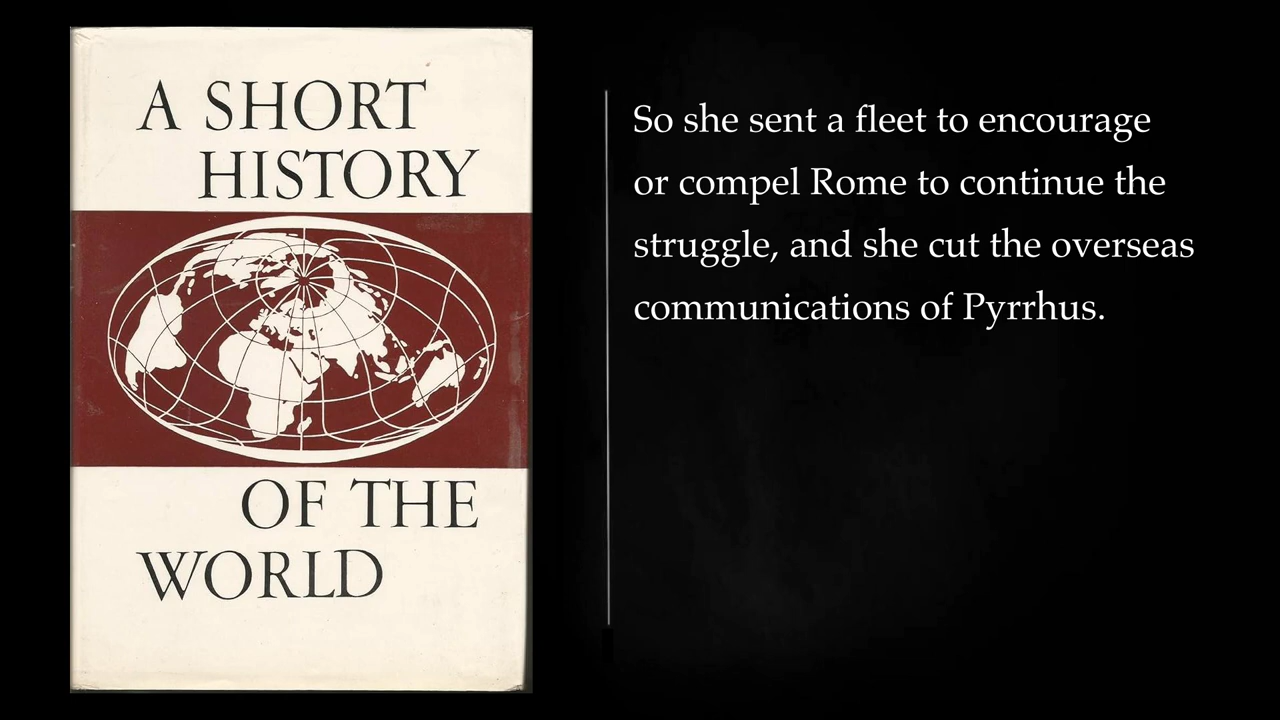 A SHORT
HISTORY
OF THE
WORLD
So she sent a fleet to encourage
or compel Rome to continue the
struggle, and she cut the overseas
communications of Pyrrhus.